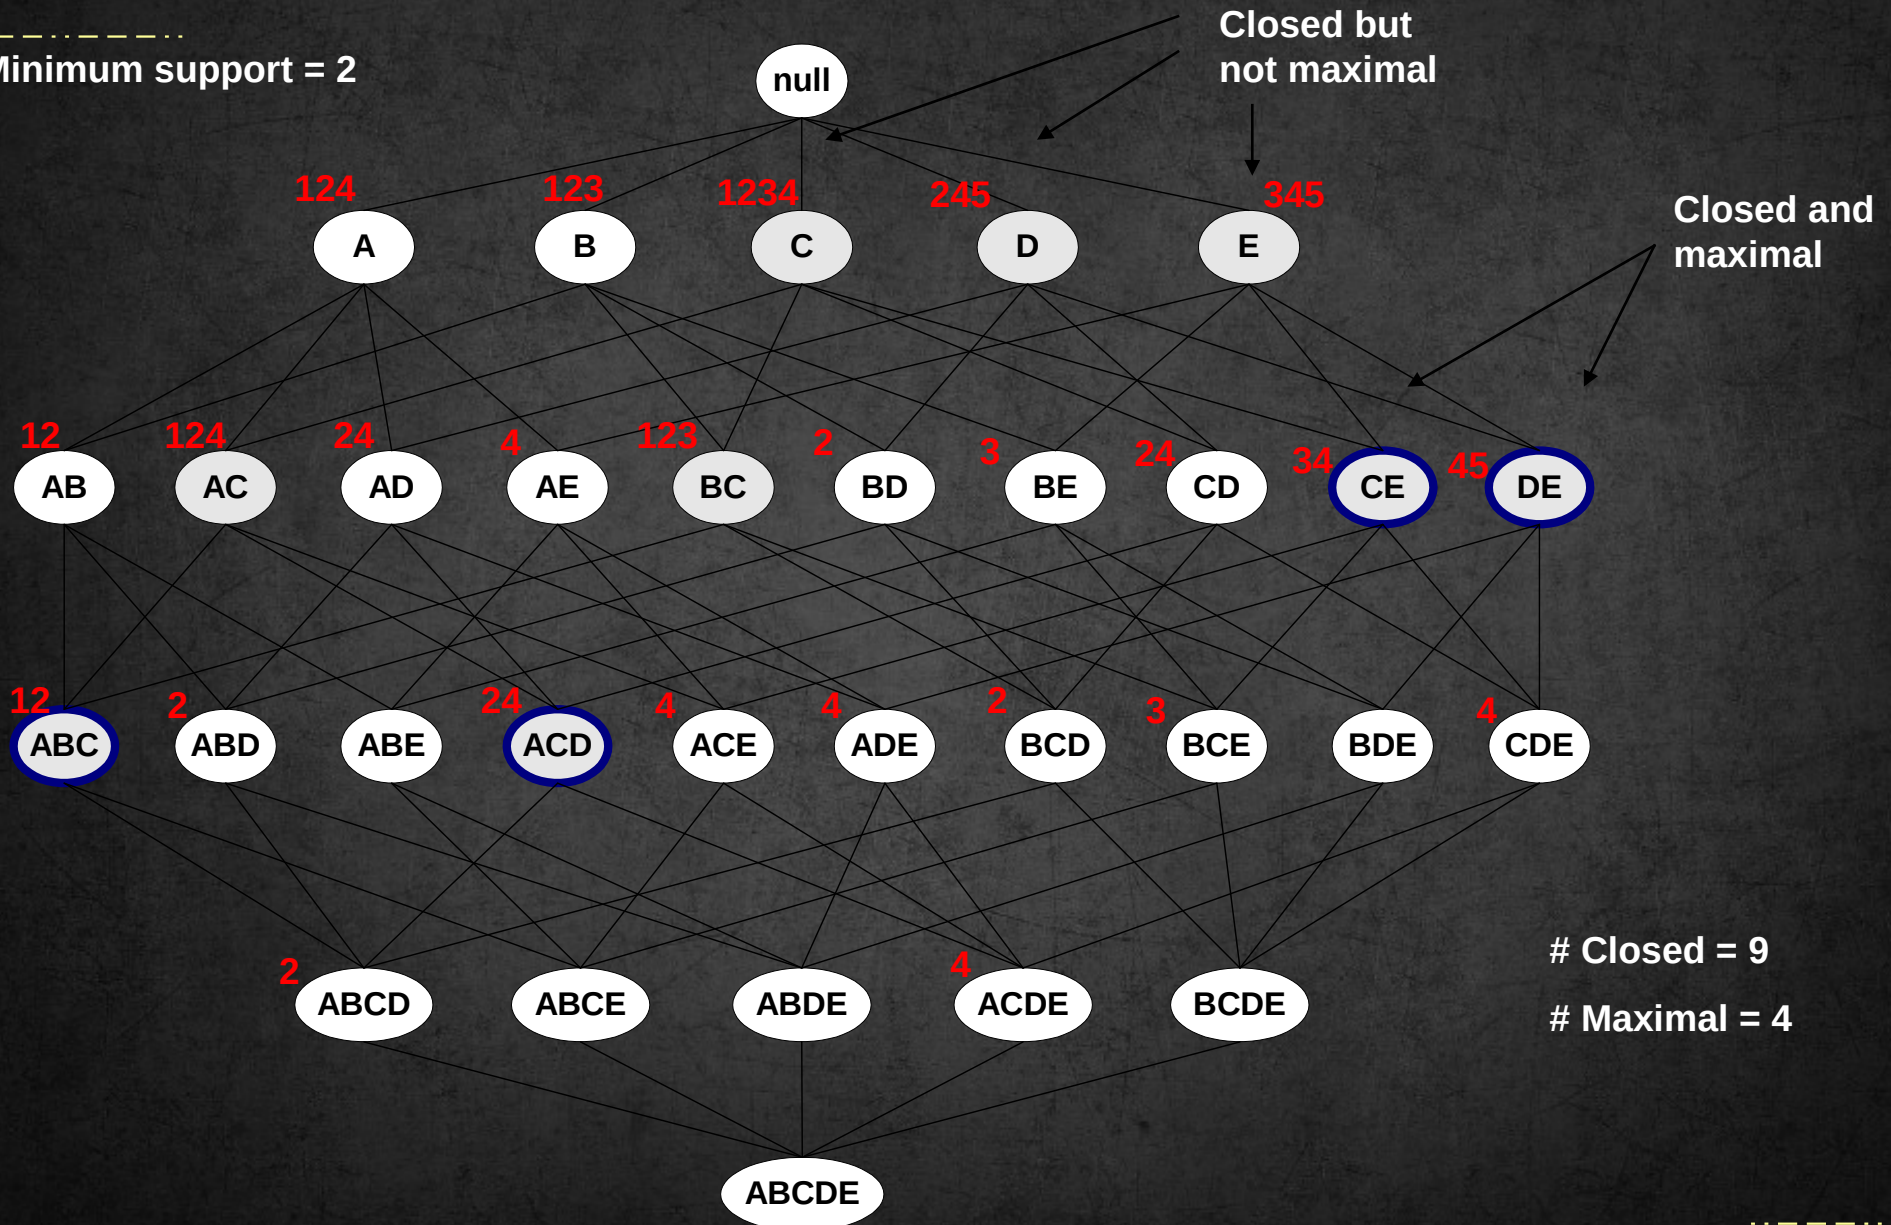 Closed but
not maximal
Minimum support = 2
null
124 123 1234 245 345
Closed and
maximal
A B C D E
12 124 24 4 123 2 3 24 34 45
AB AC AD AE BC BD BE CD CE DE
12 2 24 4 4 2 3 4
ABC ABD ABE ACD ACE ADE BCD BCE BDE CDE
# Closed = 9
2 4
ABCD ABCE ABDE ACDE BCDE
# Maximal = 4
ABCDE